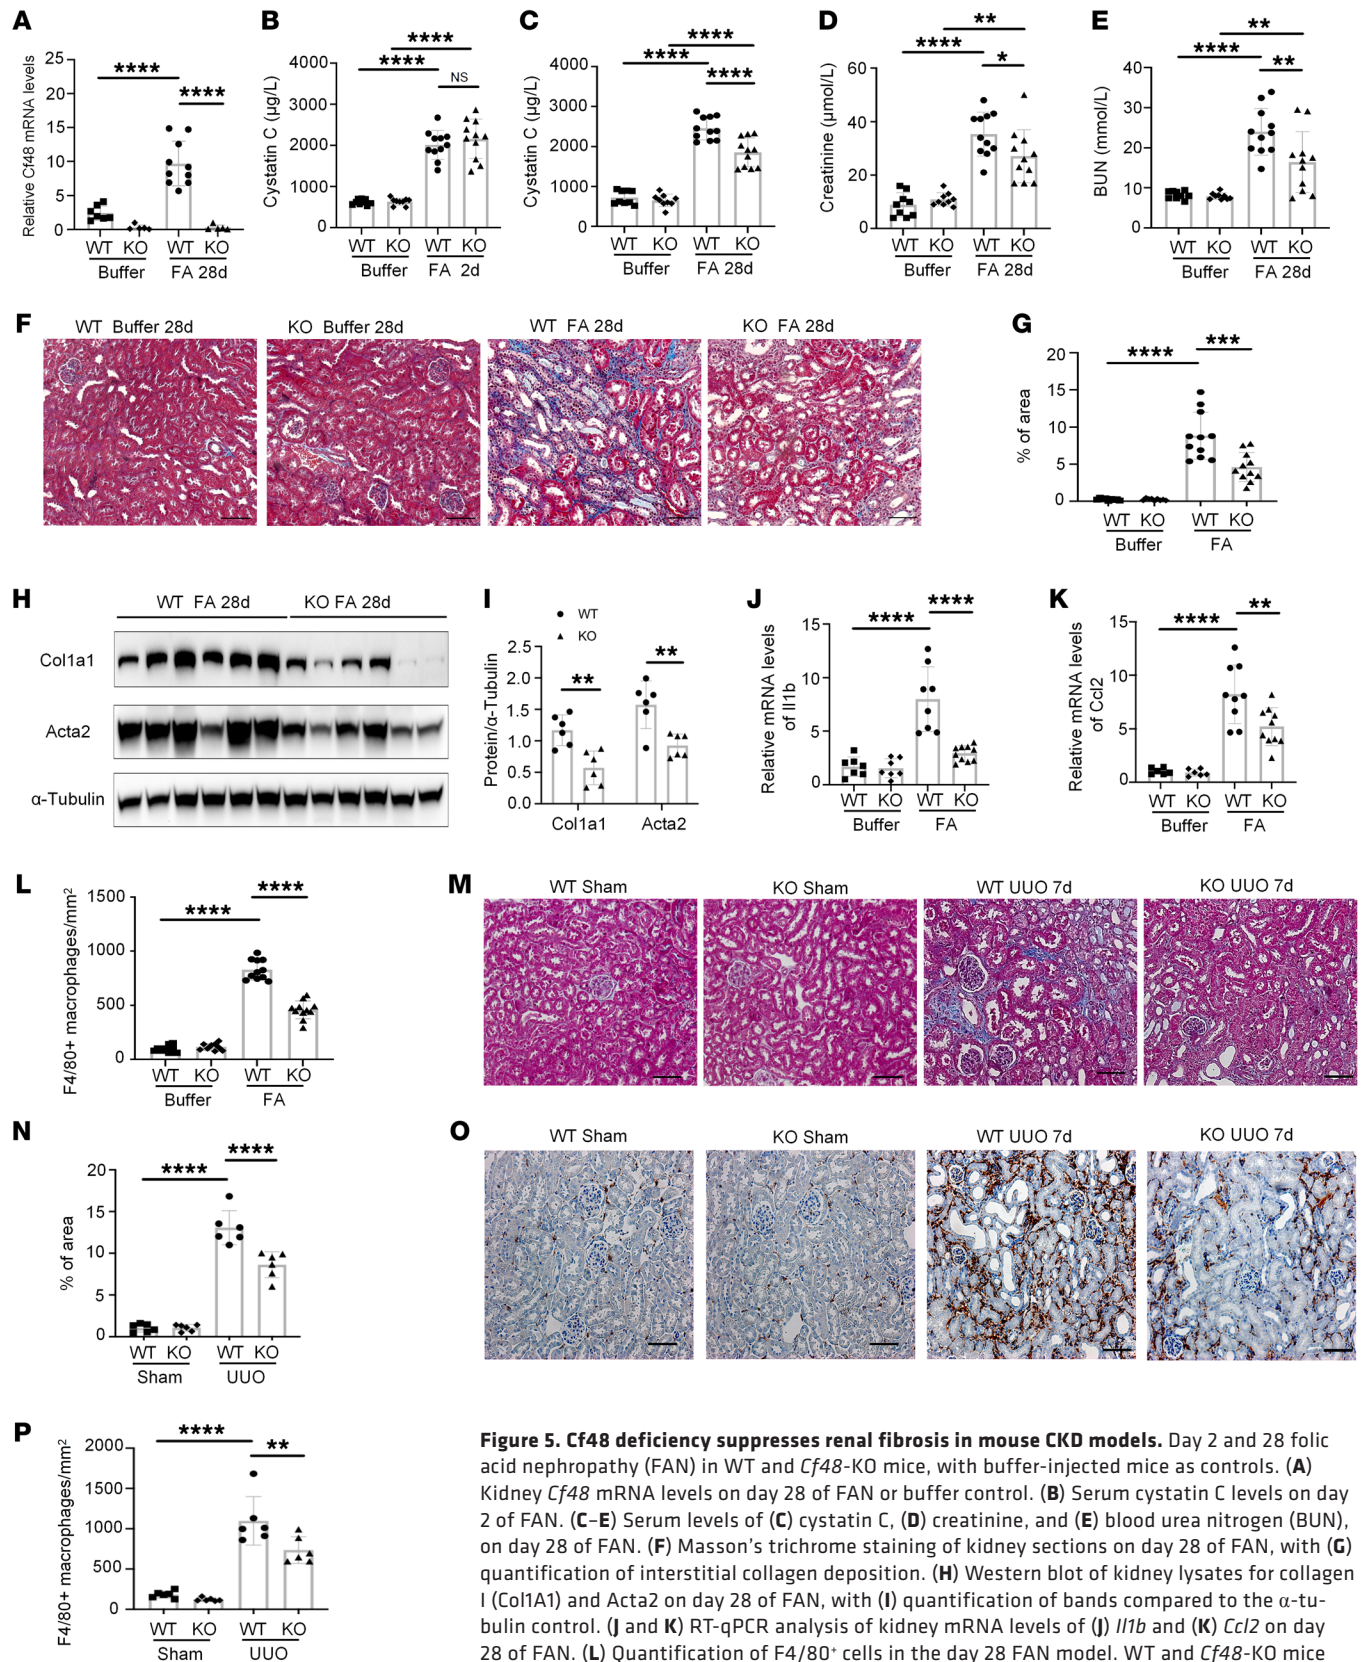 A
Relative Cf48 mRNA levels
25
20
15
10
5
0
****
****
WT KO WT KO
Buffer FA 28d
B
Cystatin C (µg/L)
4000
3000
2000
1000
0
****
****
NS
WT KO WT KO
Buffer FA 2d
C
Cystatin C (µg/L)
4000
3000
2000
1000
0
****
****
****
WT KO WT KO
Buffer FA 28d
D
Creatinine (µmol/L)
60
40
20
0
**
****
*
WT KO WT KO
Buffer FA 28d
E
BUN (mmol/L)
40
30
20
10
0
**
****
**
WT KO WT KO
Buffer FA 28d
F
WT Buffer 28d
KO Buffer 28d
WT FA 28d
KO FA 28d
G
% of area
20
15
10
5
0
****
***
WT KO WT KO
Buffer FA
H
WT FA 28d KO FA 28d
Col1a1
Acta2
α-Tubulin
I
WT
KO
Protein/α-Tubulin
2.5
2.0
1.5
1.0
0.5
0.0
**
**
Col1a1 Acta2
J
Relative mRNA levels
of Il1b
15
10
5
0
****
****
WT KO WT KO
Buffer FA
K
Relative mRNA levels
of Ccl2
15
10
5
0
****
**
WT KO WT KO
Buffer FA
L
F4/80+ macrophages/mm2
1500
1000
500
0
****
****
WT KO WT KO
Buffer FA
M
WT Sham
KO Sham
WT UUO 7d
KO UUO 7d
N
% of area
20
15
10
5
0
****
****
WT KO WT KO
Sham UUO
O
WT Sham
KO Sham
WT UUO 7d
KO UUO 7d
P
F4/80+ macrophages/mm2
2000
1500
1000
500
0
****
**
WT KO WT KO
Sham UUO
Figure 5. Cf48 deficiency suppresses renal fibrosis in mouse CKD models. Day 2 and 28 folic
acid nephropathy (FAN) in WT and Cf48-KO mice, with buffer-injected mice as controls. (A)
Kidney Cf48 mRNA levels on day 28 of FAN or buffer control. (B) Serum cystatin C levels on day
2 of FAN. (C–E) Serum levels of (C) cystatin C, (D) creatinine, and (E) blood urea nitrogen (BUN),
on day 28 of FAN. (F) Masson's trichrome staining of kidney sections on day 28 of FAN, with (G)
quantification of interstitial collagen deposition. (H) Western blot of kidney lysates for collagen
I (Col1A1) and Acta2 on day 28 of FAN, with (I) quantification of bands compared to the α-tu-
bulin control. (J and K) RT-qPCR analysis of kidney mRNA levels of (J) Il1b and (K) Ccl2 on day
28 of FAN. (L) Quantification of F4/80+ cells in the day 28 FAN model. WT and Cf48-KO mice